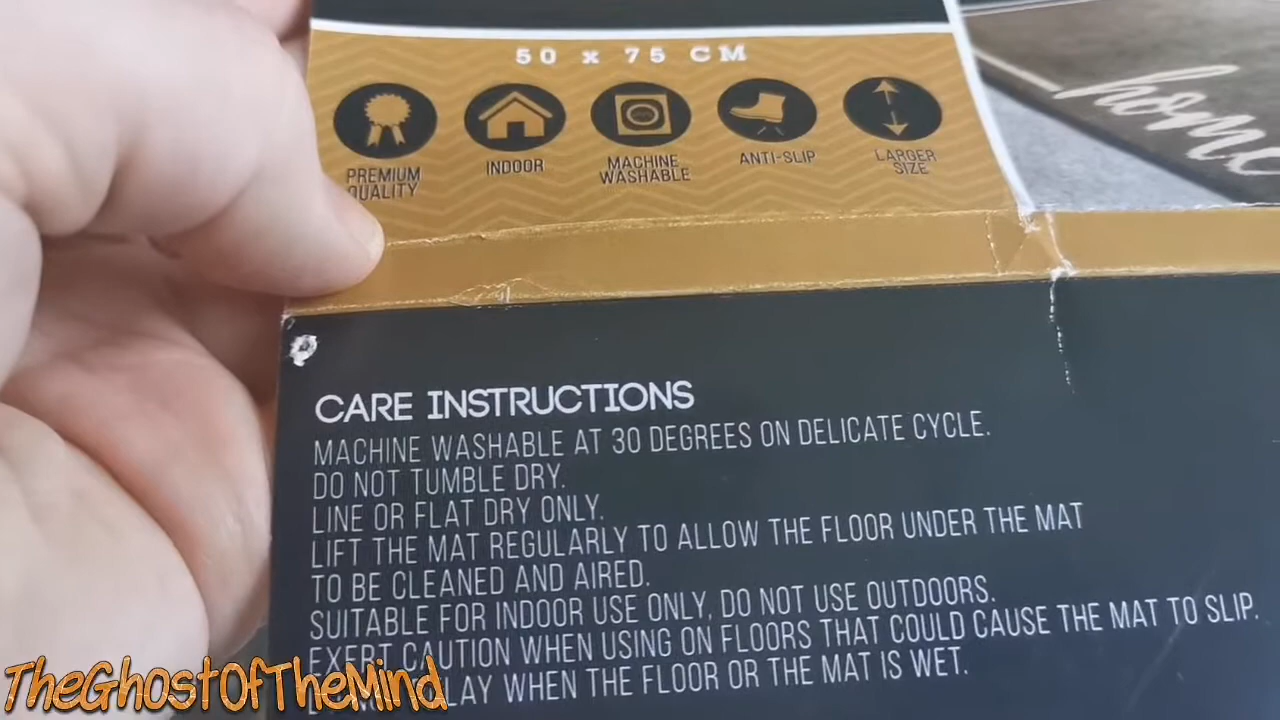 50 x 75 CM
PREMIUM
QUALITY
INDOOR
MACHINE
WASHABLE
ANTI-SLIP
LARGER
SIZE
home
CARE INSTRUCTIONS
MACHINE WASHABLE AT 30 DEGREES ON DELICATE CYCLE.
DO NOT TUMBLE DRY.
LINE OR FLAT DRY ONLY.
LIFT THE MAT REGULARLY TO ALLOW THE FLOOR UNDER THE MAT
TO BE CLEANED AND AIRED.
SUITABLE FOR INDOOR USE ONLY, DO NOT USE OUTDOORS.
EXERT CAUTION WHEN USING ON FLOORS THAT COULD CAUSE THE MAT TO SLIP.
LAY WHEN THE FLOOR OR THE MAT IS WET.
TheGhostOfTheMind